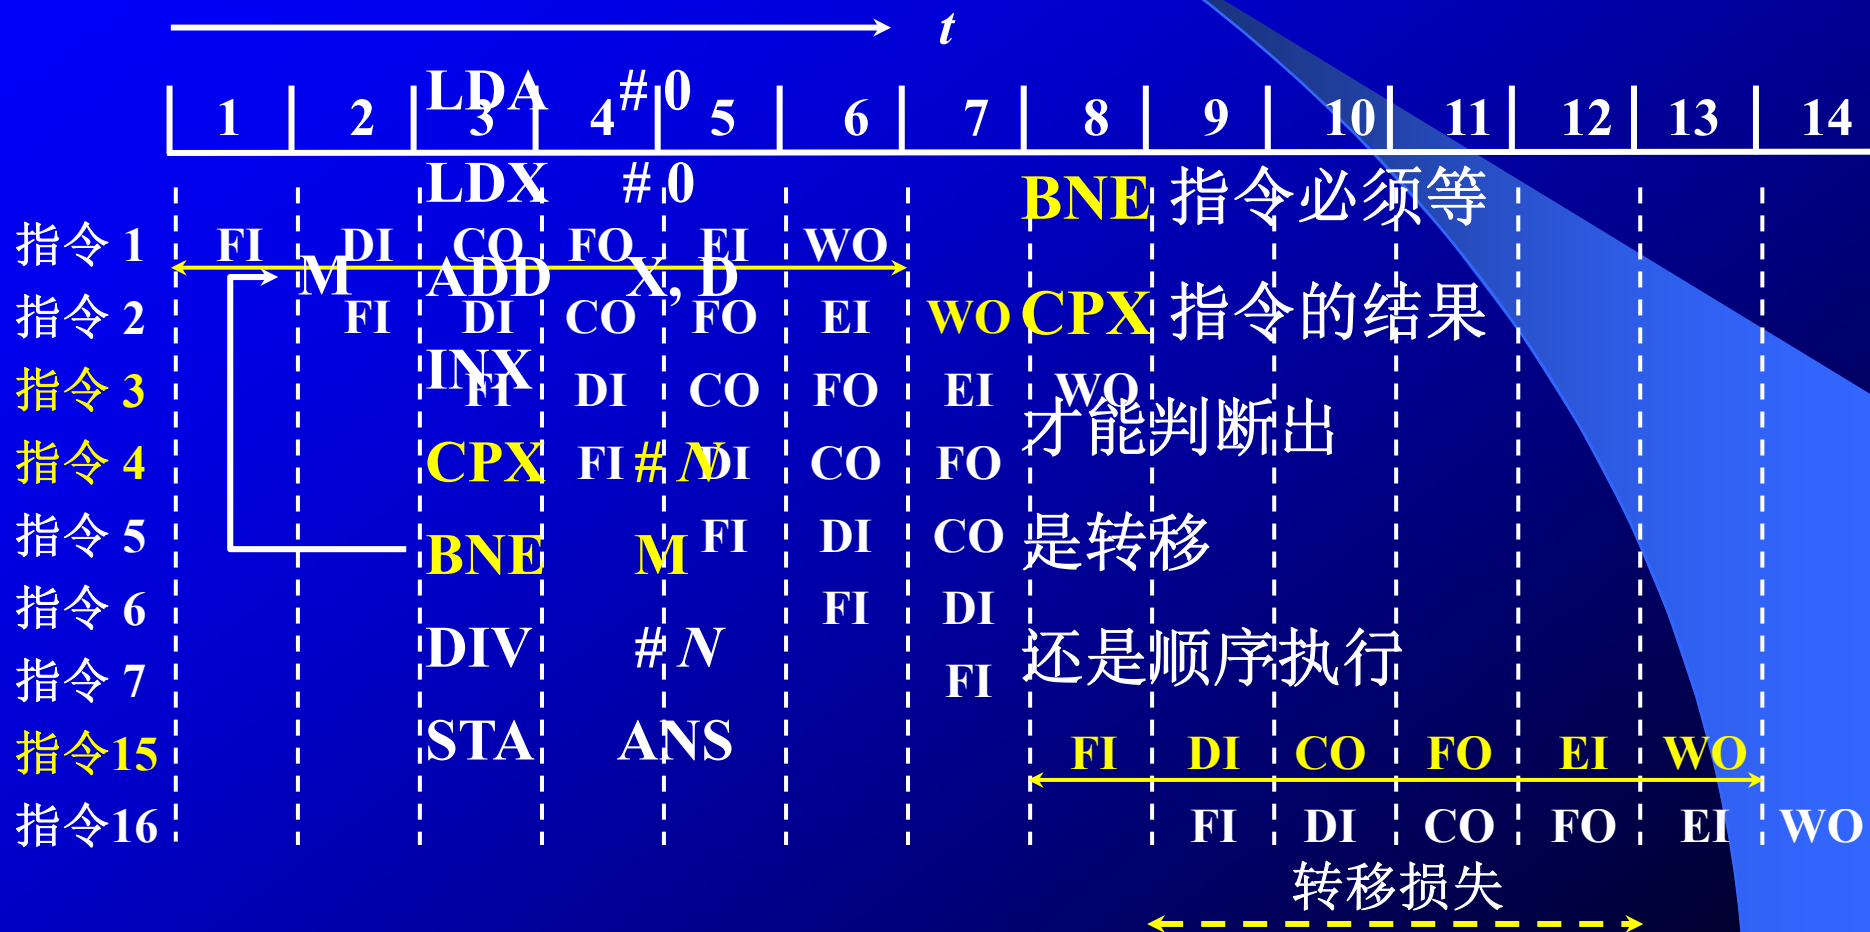 t
1 2 3 4 5 6 7 8 9 10 11 12 13 14
LDA # 0
LDX # 0
M ADD X, D
INX
CPX # N
BNE M
DIV # N
STA ANS
BNE 指令必须等
CPX 指令的结果
才能判断出
是转移
还是顺序执行
指令 1 FI DI CO FO EI WO
指令 2 FI DI CO FO EI WO
指令 3 FI DI CO FO EI WO
指令 4 FI DI CO FO
指令 5 FI DI CO
指令 6 FI DI
指令 7 FI
指令15 FI DI CO FO EI WO
指令16 FI DI CO FO EI WO
转移损失